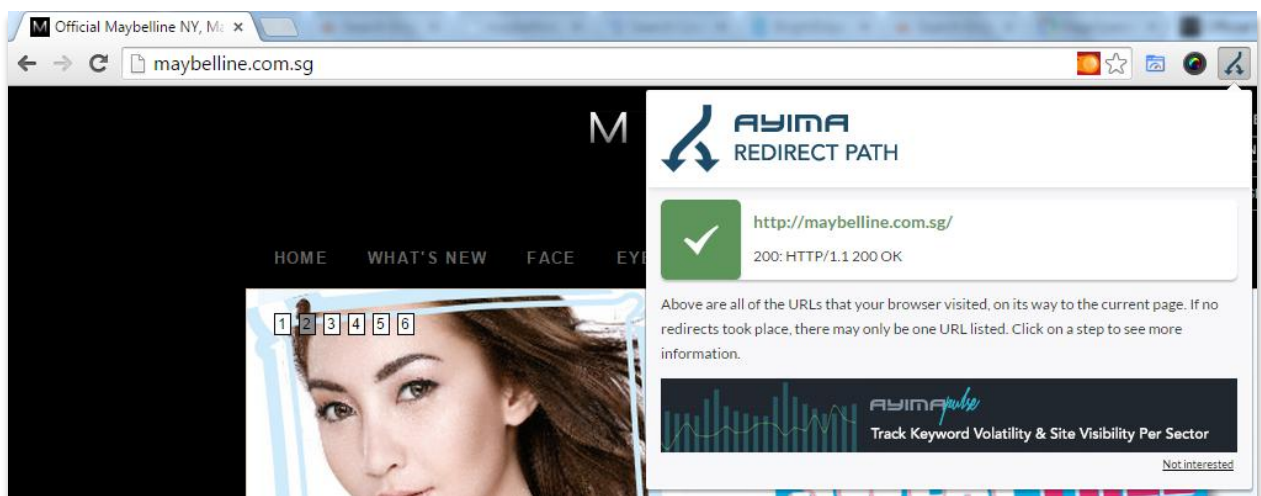 M Official Maybelline NY, Ma
maybelline.com.sg
M
AYIMA
REDIRECT PATH
http://maybelline.com.sg/
200: HTTP/1.1 200 OK
HOME WHAT'S NEW FACE EYE
1 2 3 4 5 6
Above are all of the URLs that your browser visited, on its way to the current page. If no
redirects took place, there may only be one URL listed. Click on a step to see more
information.
AYIMApulse
Track Keyword Volatility & Site Visibility Per Sector
Not interested